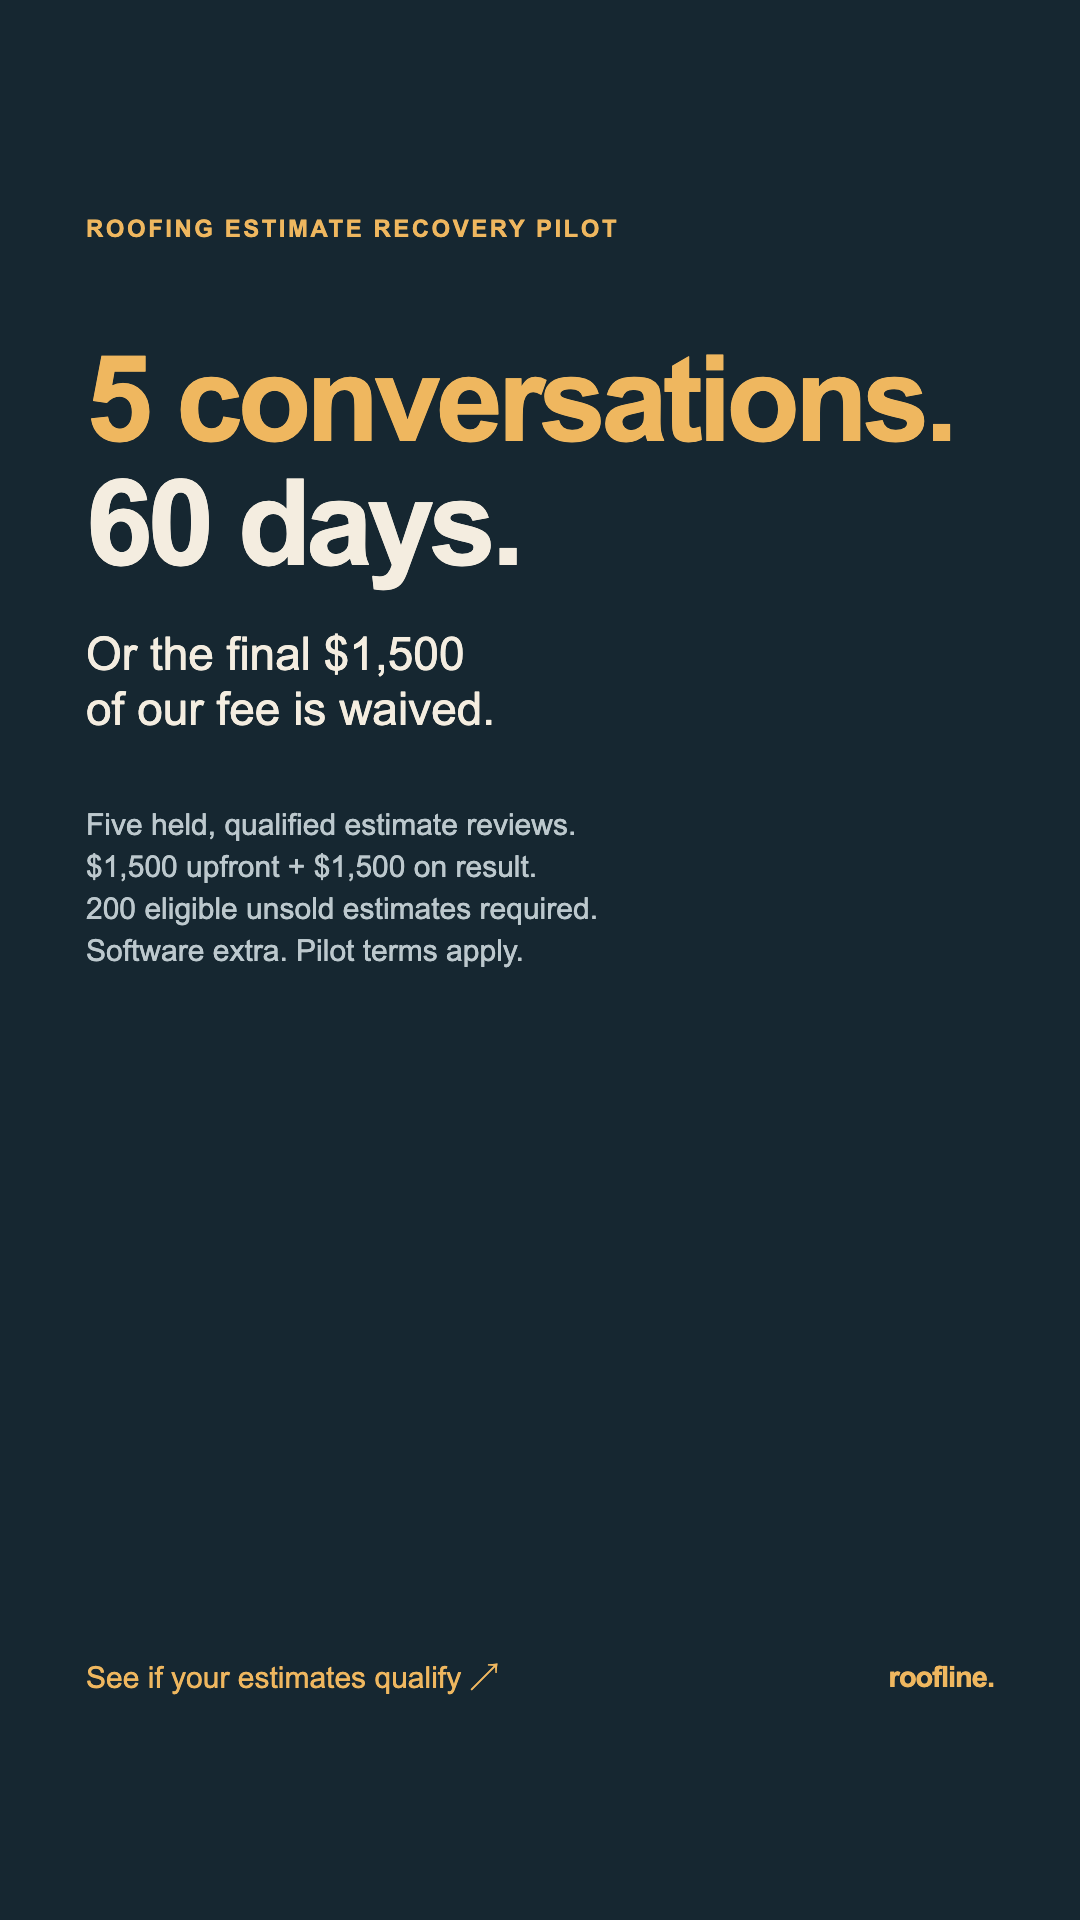 ROOFING ESTIMATE RECOVERY PILOT
5 conversations.
60 days.
Or the final $1,500
of our fee is waived.
Five held, qualified estimate reviews.
$1,500 upfront + $1,500 on result.
200 eligible unsold estimates required.
Software extra. Pilot terms apply.
See if your estimates qualify ↗
roofline.